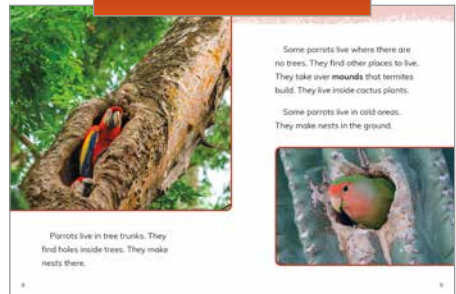 Parrots live in tree trunks. They
find holes inside trees. They make
nests there.
Some parrots live where there are
no trees. They find other places to live.
They take over mounds that termites
build. They live inside cactus plants.
Some parrots live in cold areas.
They make nests in the ground.